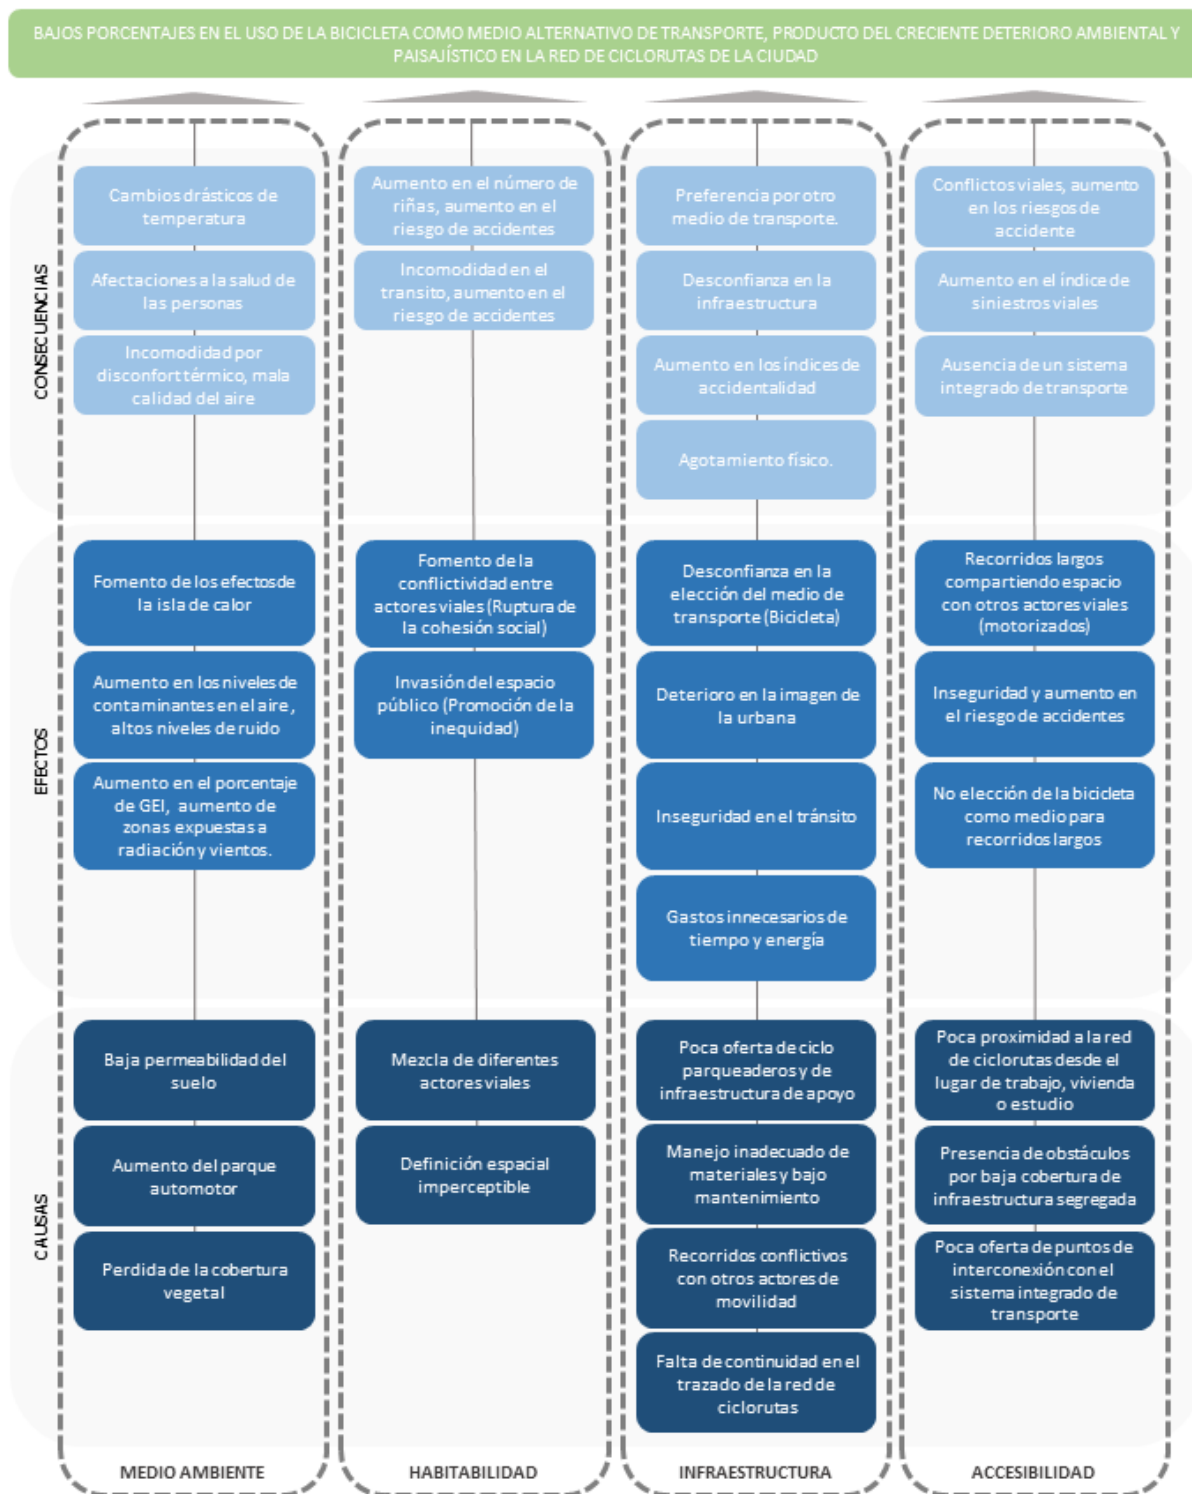 BAJOS PORCENTAJES EN EL USO DE LA BICICLETA COMO MEDIO ALTERNATIVO DE TRANSPORTE, PRODUCTO DEL CRECIENTE DETERIORO AMBIENTAL Y
PAISAJÍSTICO EN LA RED DE CICLORUTAS DE LA CIUDAD
CONSECUENCIAS
Cambios drásticos de
temperatura
Afectaciones a la salud de
las personas
Incomodidad por
disconfort térmico, mala
calidad del aire
Aumento en el número de
riñas, aumento en el
riesgo de accidentes
Incomodidad en el
transito, aumento en el
riesgo de accidentes
Preferencia por otro
medio de transporte.
Desconfianza en la
infraestructura
Aumento en los índices de
accidentalidad
Agotamiento físico.
Conflictos viales, aumento
en los riesgos de
accidente
Aumento en el índice de
siniestros viales
Ausencia de un sistema
integrado de transporte
EFECTOS
Fomento de los efectos de
la isla de calor
Aumento en los niveles de
contaminantes en el aire,
altos niveles de ruido
Aumento en el porcentaje
de GEI, aumento de
zonas expuestas a
radiación y vientos.
Fomento de la
conflictividad entre
actores viales (Ruptura de
la cohesión social)
Invasión del espacio
público (Promoción de la
inequidad)
Desconfianza en la
elección del medio de
transporte (Bicicleta)
Deterioro en la imagen de
la urbana
Inseguridad en el tránsito
Gastos innecesarios de
tiempo y energía
Recorridos largos
compartiendo espacio
con otros actores viales
(motorizados)
Inseguridad y aumento en
el riesgo de accidentes
No elección de la bicicleta
como medio para
recorridos largos
CAUSAS
Baja permeabilidad del
suelo
Aumento del parque
automotor
Perdida de la cobertura
vegetal
Mezcla de diferentes
actores viales
Definición espacial
imperceptible
Poca oferta de ciclo
parqueaderos y de
infraestructura de apoyo
Manejo inadecuado de
materiales y bajo
mantenimiento
Recorridos conflictivos
con otros actores de
movilidad
Falta de continuidad en el
trazado de la red de
ciclorutas
Poca proximidad a la red
de ciclorutas desde el
lugar de trabajo, vivienda
o estudio
Presencia de obstáculos
por baja cobertura de
infraestructura segregada
Poca oferta de puntos de
interconexión con el
sistema integrado de
transporte
MEDIO AMBIENTE
HABITABILIDAD
INFRAESTRUCTURA
ACCESIBILIDAD